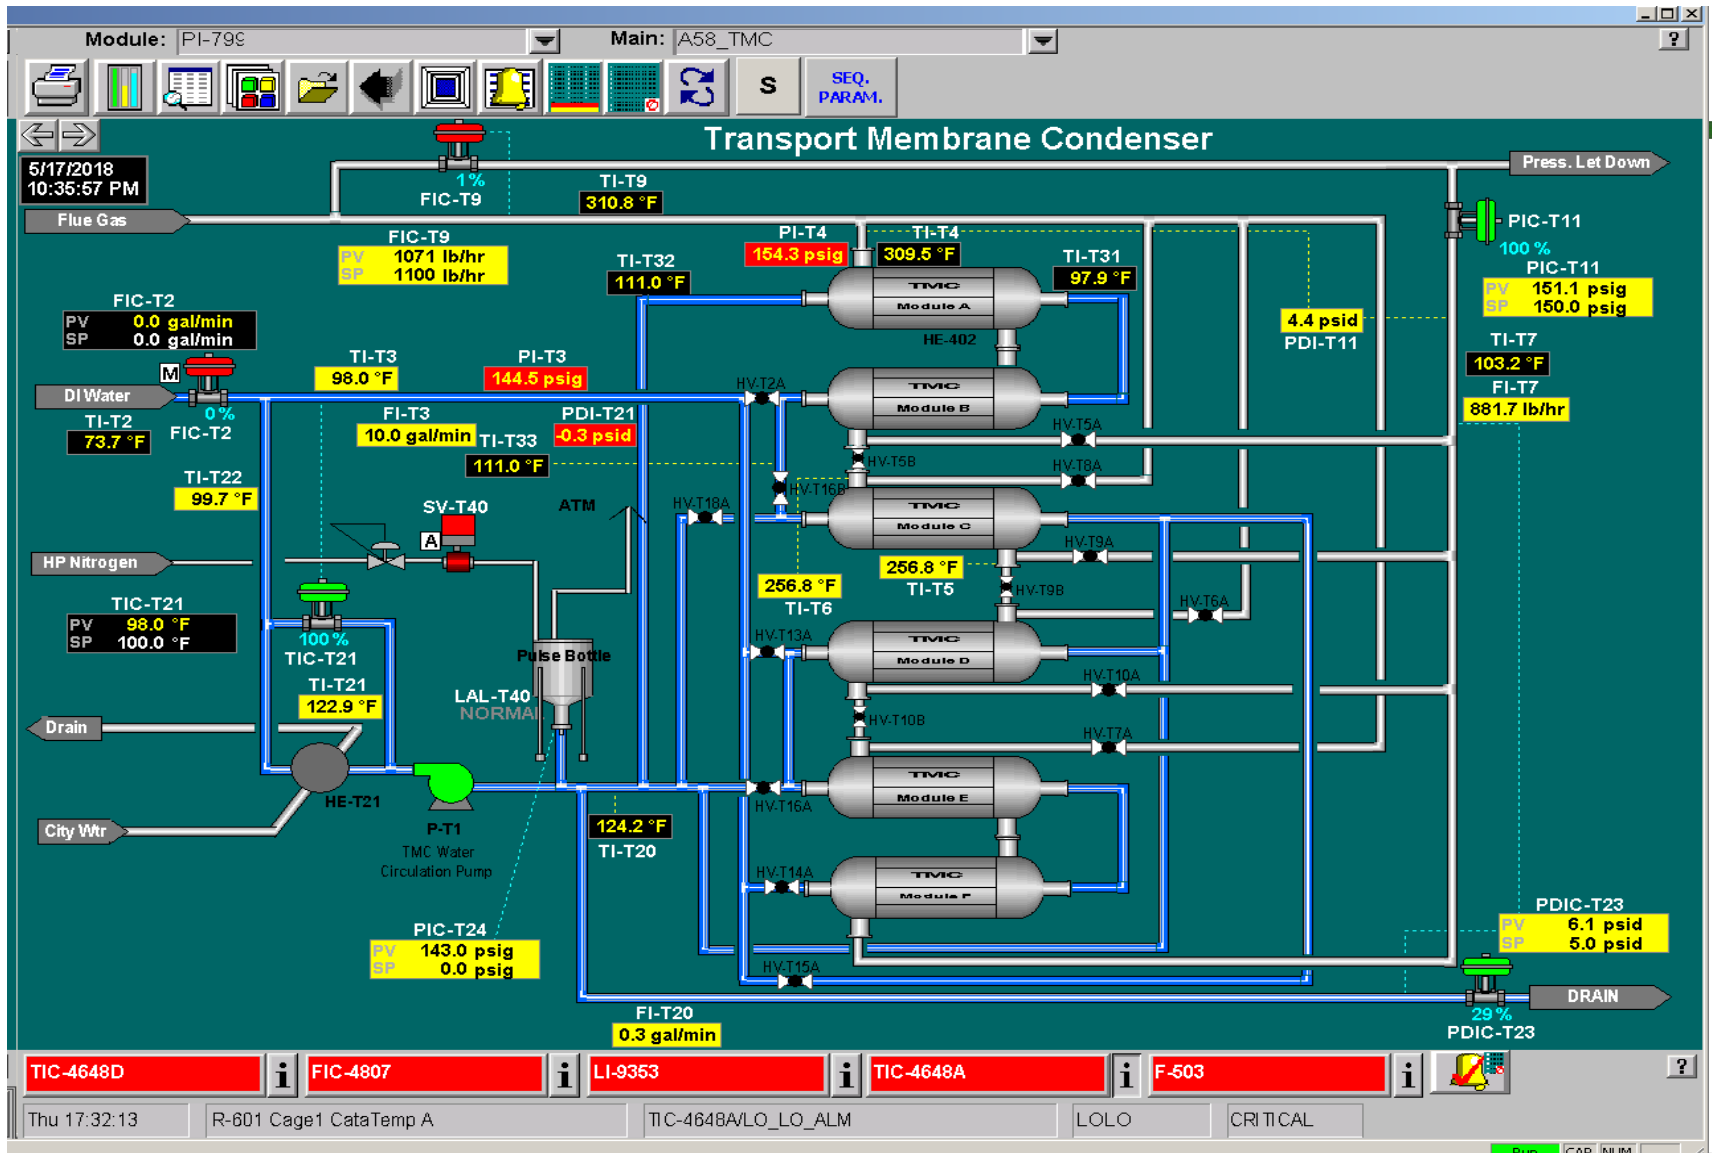 Module: PI-799
Main: A58_TMC
?
S
SEQ.
PARAM.
Transport Membrane Condenser
5/17/2018
10:35:57 PM
Press. Let Down
1%
FIC-T9
TI-T9
310.8 °F
Flue Gas
PIC-T11
100 %
FIC-T9
PV 1071 lb/hr
SP 1100 lb/hr
PI-T4
154.3 psig
TI-T4
309.5 °F
TI-T32
111.0 °F
TI-T31
97.9 °F
PIC-T11
PV 151.1 psig
SP 150.0 psig
TMC
Module A
HE-402
FIC-T2
PV 0.0 gal/min
SP 0.0 gal/min
4.4 psid
PDI-T11
TI-T7
103.2 °F
FI-T7
881.7 lb/hr
TI-T3
98.0 °F
PI-T3
144.5 psig
M
DI Water
0%
FIC-T2
TI-T2
73.7 °F
HV-T2A
TMC
Module B
FI-T3
10.0 gal/min
PDI-T21
-0.3 psid
TI-T33
111.0 °F
HV-T5A
HV-T5B
HV-T8A
TI-T22
99.7 °F
HV-T16B
SV-T40
A
ATM
HV-T18A
TMC
Module C
HV-T9A
HP Nitrogen
256.8 °F
TI-T6
256.8 °F
TI-T5
HV-T9B
HV-T6A
TIC-T21
PV 98.0 °F
SP 100.0 °F
100%
TIC-T21
HV-T13A
TMC
Module D
Pulse Bottle
TI-T21
122.9 °F
LAL-T40
NORMAL
HV-T10A
HV-T10B
Drain
HV-T7A
HE-T21
HV-T16A
TMC
Module E
City Wtr
P-T1
TMC Water
Circulation Pump
124.2 °F
TI-T20
HV-T14A
TMC
Module F
PIC-T24
PV 143.0 psig
SP 0.0 psig
PDIC-T23
PV 6.1 psid
SP 5.0 psid
HV-T15A
DRAIN
29%
PDIC-T23
FI-T20
0.3 gal/min
TIC-4648D
i
FIC-4807
i
LI-9353
i
TIC-4648A
i
F-503
i
?
Thu 17:32:13
R-601 Cage1 CataTemp A
TIC-4648A/LO_LO_ALM
LOLO
CRITICAL
Run
CAP
NUM